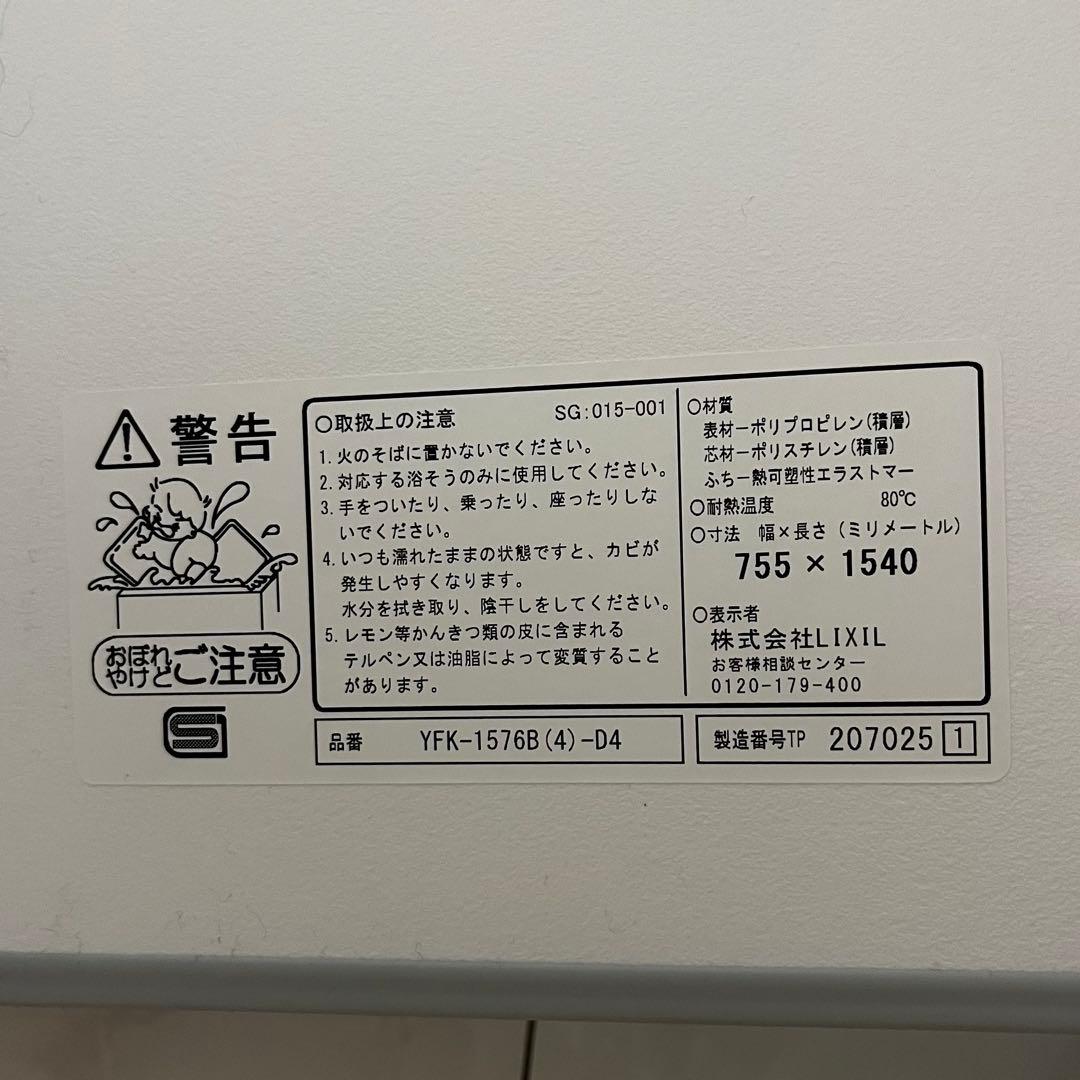 警告
おぼれ
やけど
ご注意
○取扱上の注意 SG:015-001
1. 火のそばに置かないでください。
2. 対応する浴そうのみに使用してください。
3. 手をついたり、乗ったり、座ったりしな
いでください。
4. いつも濡れたままの状態ですと、カビが
発生しやすくなります。
水分を拭き取り、陰干しをしてください。
5. レモン等かんきつ類の皮に含まれる
テルペン又は油脂によって変質すること
があります。
○材質
表材ーポリプロピレン(積層)
芯材ーポリスチレン(積層)
ふちー熱可塑性エラストマー
○耐熱温度 80℃
○寸法 幅×長さ (ミリメートル)
755 × 1540
○表示者
株式会社LIXIL
お客様相談センター
0120-179-400
品番 YFK-1576B(4)-D4
製造番号TP 207025 1